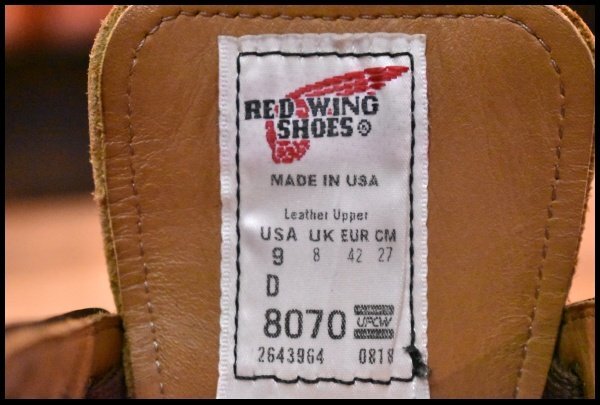 RED WING
SHOES®
MADE IN USA
Leather Upper
USA UK EUR CM
9 8 42 27
D
8070 UPCW
2643964 0818